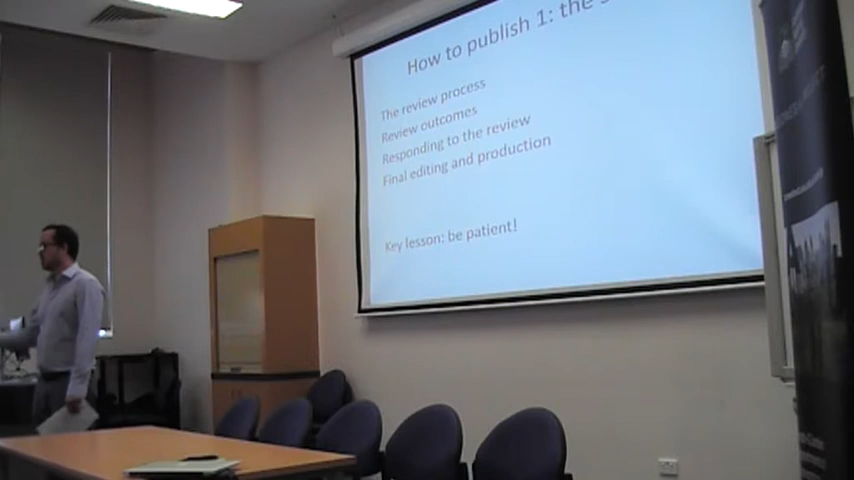 How to publish 1: the
The review process
Review outcomes
Responding to the review
Final editing and production
Key lesson: be patient!